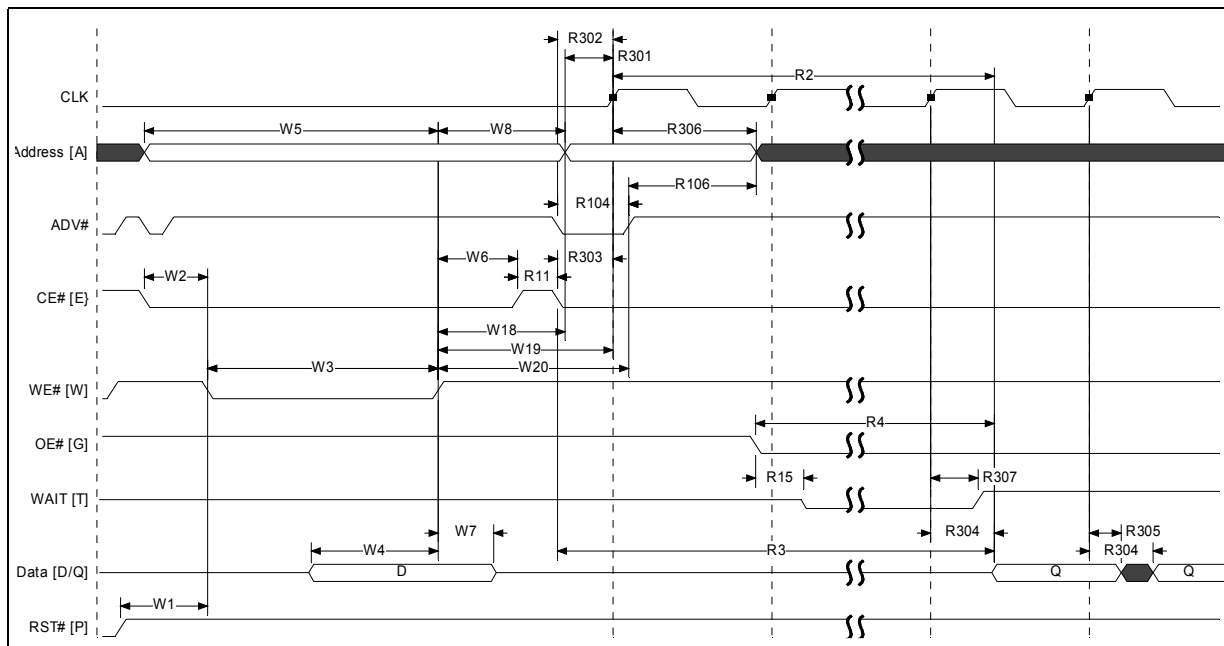 R302
R301
R2
CLK
W5
W8
R306
Address [A]
R106
R104
ADV#
W6
R303
W2
R11
CE# [E}
W18
W19
W3
W20
WE# [W]
R4
OE# [G]
R15
R307
WAIT [T]
W7
R304
R305
W4
R3
R304
Data [D/Q]
D
Q
Q
W1
RST# [P]